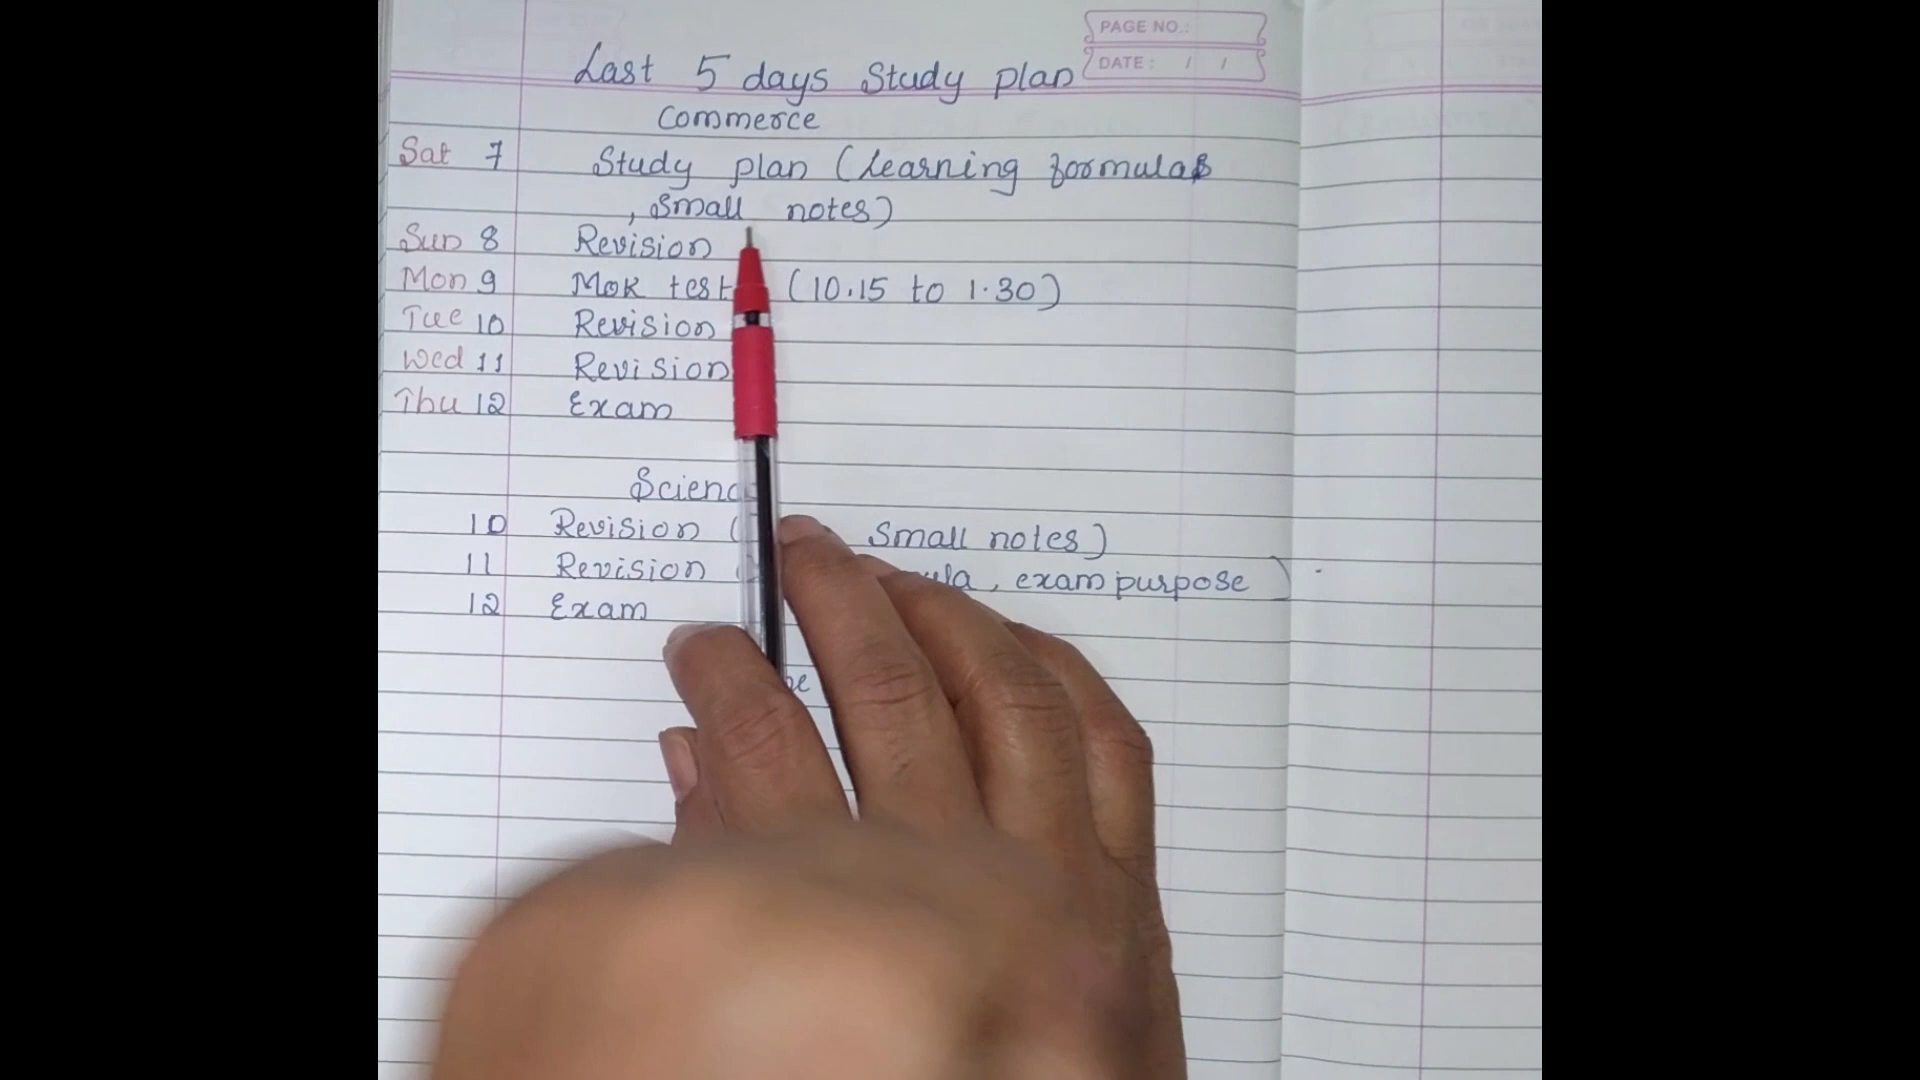 PAGE NO.:
DATE : / /
Last 5 days Study plan
Commerce
Sat 7 Study plan (Learning formulas
, Small notes)
Sun 8 Revision
Mon 9 Mok test (10.15 to 1.30)
Tue 10 Revision
Wed 11 Revision
Thu 12 Exam
10 Revision ( Small notes)
11 Revision , exam purpose)
12 Exam